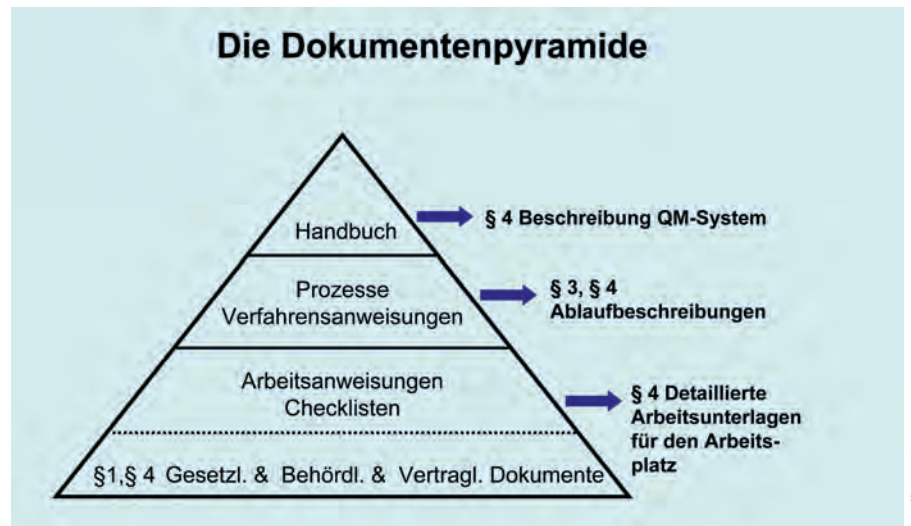 Die Dokumentenpyramide
Handbuch
§ 4 Beschreibung QM-System
Prozesse
Verfahrensanweisungen
§ 3, § 4
Ablaufbeschreibungen
Arbeitsanweisungen
Checklisten
§ 4 Detaillierte
Arbeitsunterlagen
für den Arbeits-
platz
§1,§ 4 Gesetzl. & Behördl. & Vertragl. Dokumente